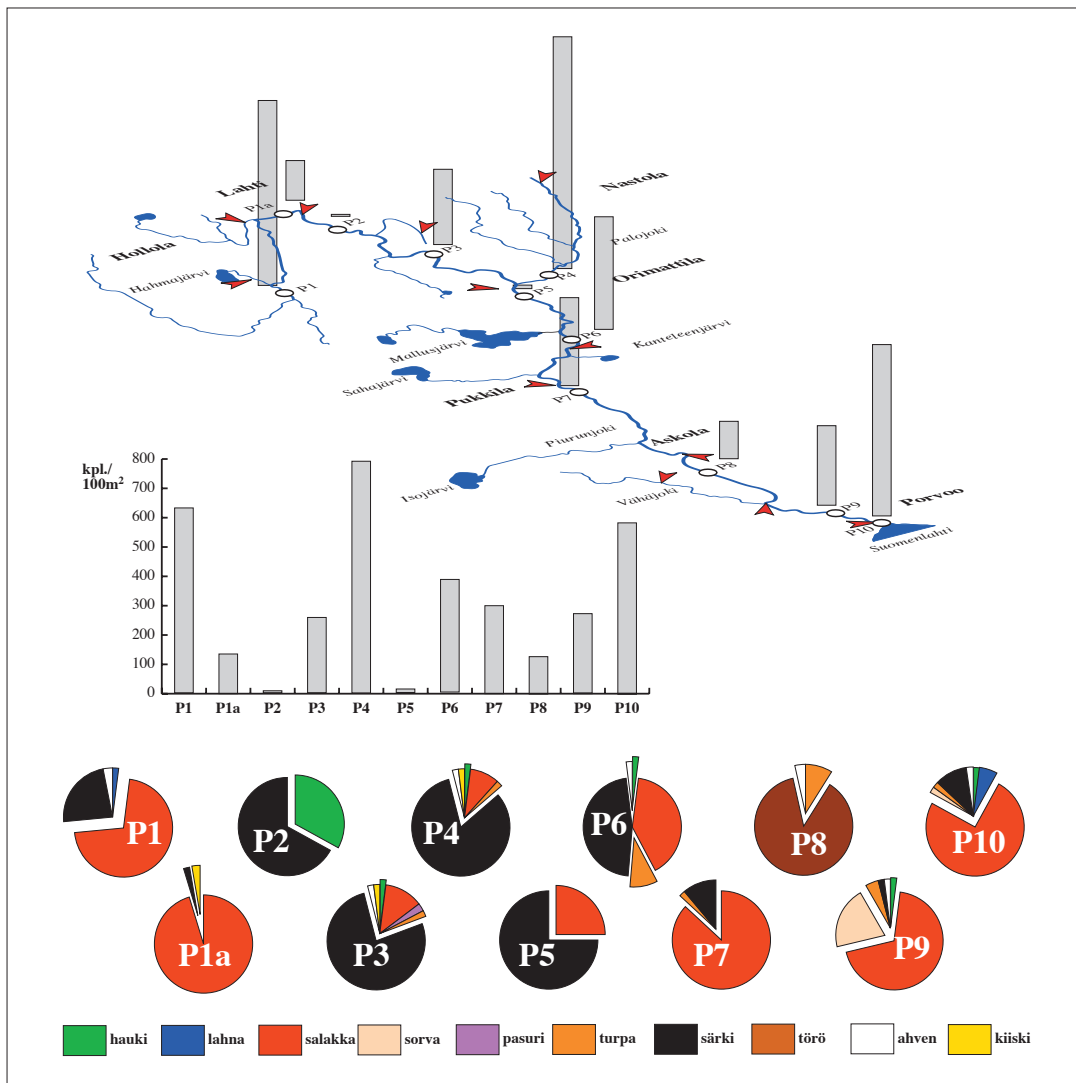 Lahti
Nastola
P1a
P2
Hollola
P3
Palojoki
Hahmajärvi
P4
Orimattila
P1
P5
P6
Mallusjärvi
Kanteleenjärvi
Sahajärvi
Pukkila
P7
Piurunjoki
Askola
P8
Isojärvi
Vähäjoki
P9
Porvoo
P10
Suomenlahti
kpl./
100m²
800
700
600
500
400
300
200
100
0
P1 P1a P2 P3 P4 P5 P6 P7 P8 P9 P10
P1 P2 P4 P6 P8 P10
P1a P3 P5 P7 P9
hauki lahna salakka sorva pasuri turpa särki törö ahven kiiski